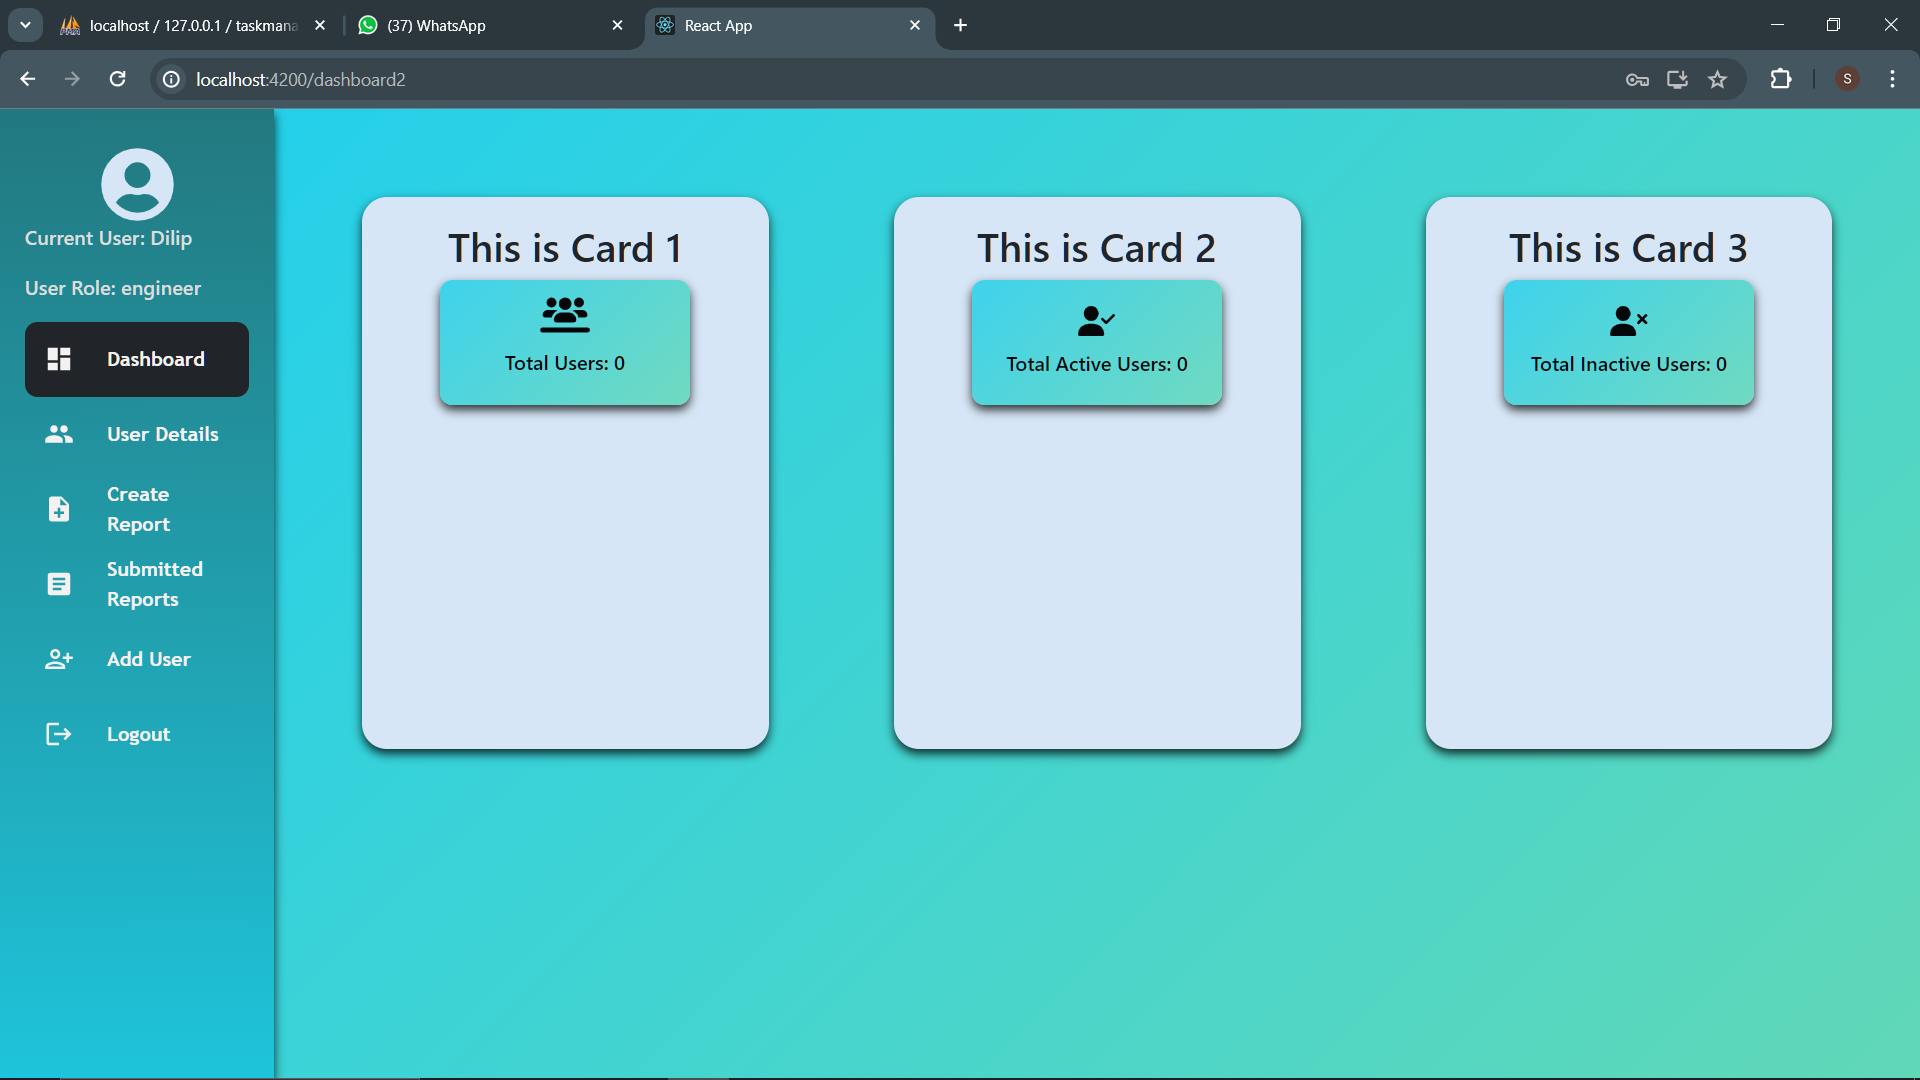 localhost / 127.0.0.1 / taskmana
(37) WhatsApp
React App
localhost:4200/dashboard2
S
Current User: Dilip
User Role: engineer
Dashboard
User Details
Create
Report
Submitted
Reports
Add User
Logout
This is Card 1
Total Users: 0
This is Card 2
Total Active Users: 0
This is Card 3
Total Inactive Users: 0